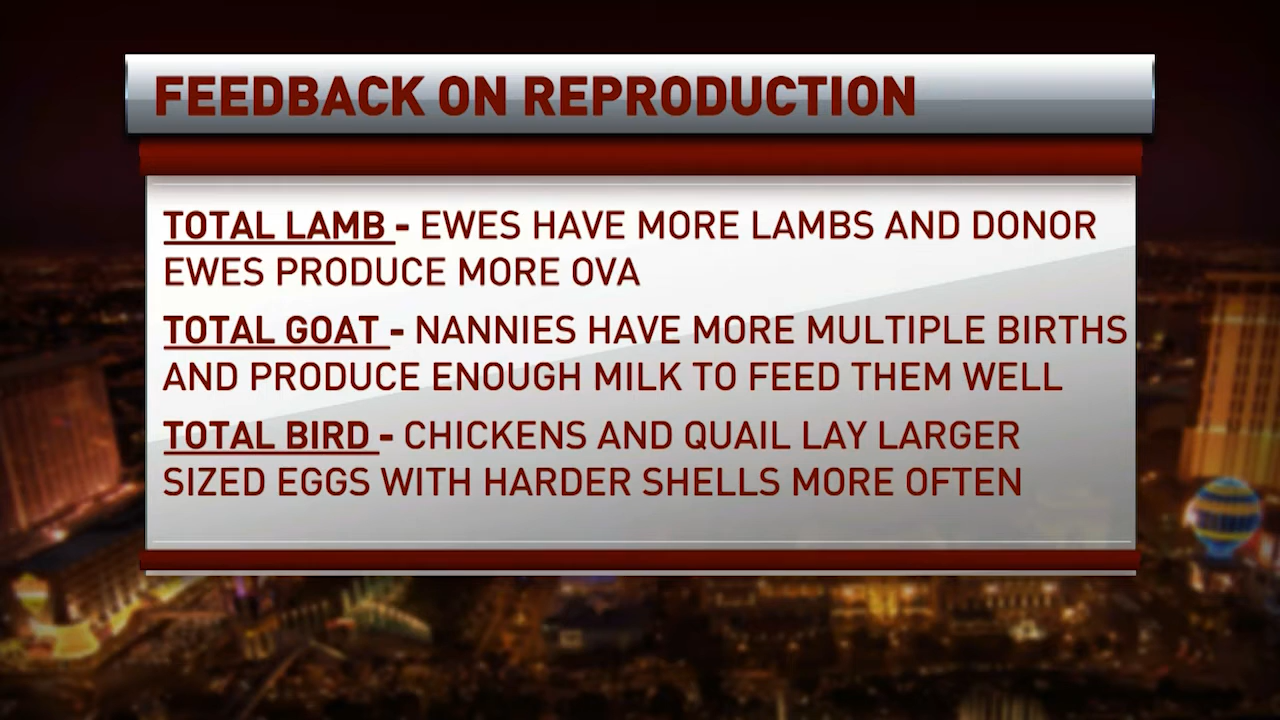 FEEDBACK ON REPRODUCTION
TOTAL LAMB - EWES HAVE MORE LAMBS AND DONOR
EWES PRODUCE MORE OVA
TOTAL GOAT - NANNIES HAVE MORE MULTIPLE BIRTHS
AND PRODUCE ENOUGH MILK TO FEED THEM WELL
TOTAL BIRD - CHICKENS AND QUAIL LAY LARGER
SIZED EGGS WITH HARDER SHELLS MORE OFTEN